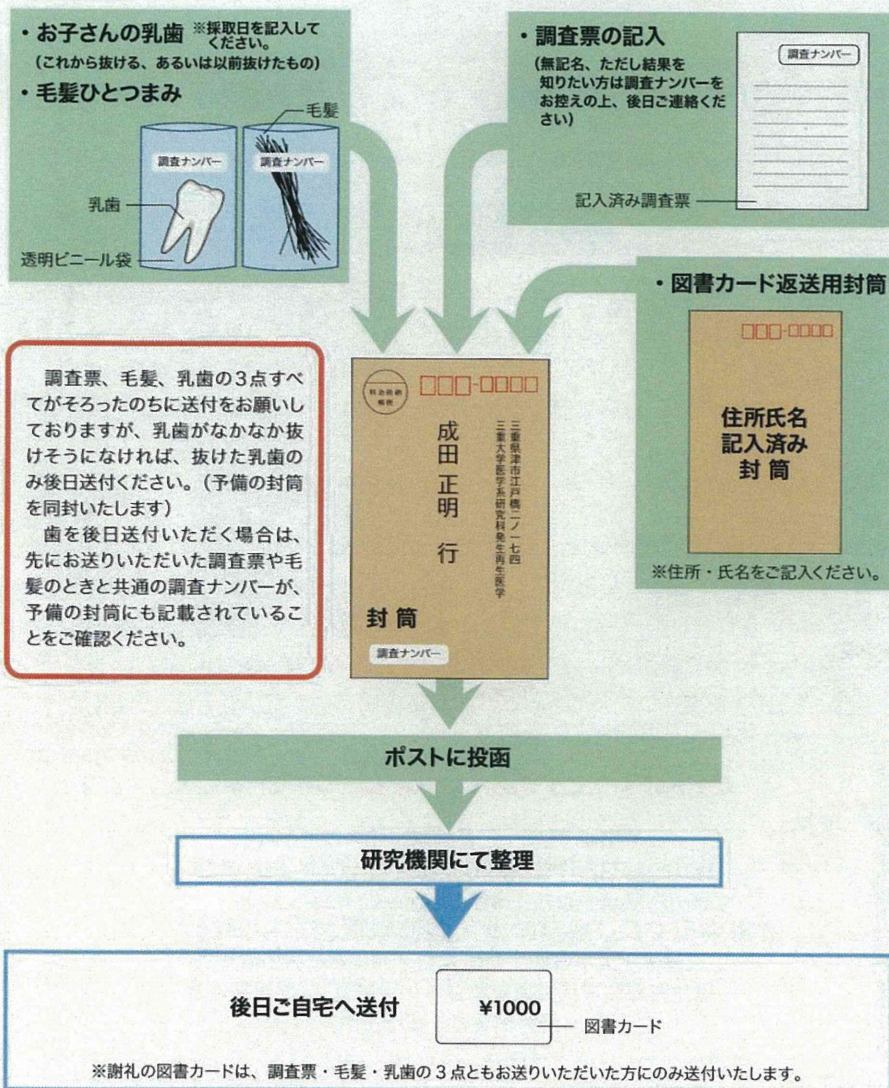 ・お子さんの乳歯 ※採取日を記入して
ください。
(これから抜ける、あるいは以前抜けたもの)
・毛髪ひとつまみ
毛髪
調査ナンバー
調査ナンバー
乳歯
透明ビニール袋
・調査票の記入
(無記名、ただし結果を
知りたい方は調査ナンバーを
お控えの上、後日ご連絡くだ
さい)
調査ナンバー
記入済み調査票
・図書カード返送用封筒
住所氏名
記入済み
封筒
※住所・氏名をご記入ください。
調査票、毛髪、乳歯の3点すべ
てがそろったのちに送付をお願いし
ておりますが、乳歯がなかなか抜
けそうになければ、抜けた乳歯の
み後日送付ください。(予備の封筒
を同封いたします)
歯を後日送付いただく場合は、
先にお送りいただいた調査票や毛
髪のときと共通の調査ナンバーが、
予備の封筒にも記載されているこ
とをご確認ください。
三重県津市江戸橋二ノ一七四
三重大学医学系研究科発生再生医学
成田 正明 行
封筒
調査ナンバー
ポストに投函
研究機関にて整理
後日ご自宅へ送付
¥1000
図書カード
※謝礼の図書カードは、調査票・毛髪・乳歯の3点ともお送りいただいた方にのみ送付いたします。